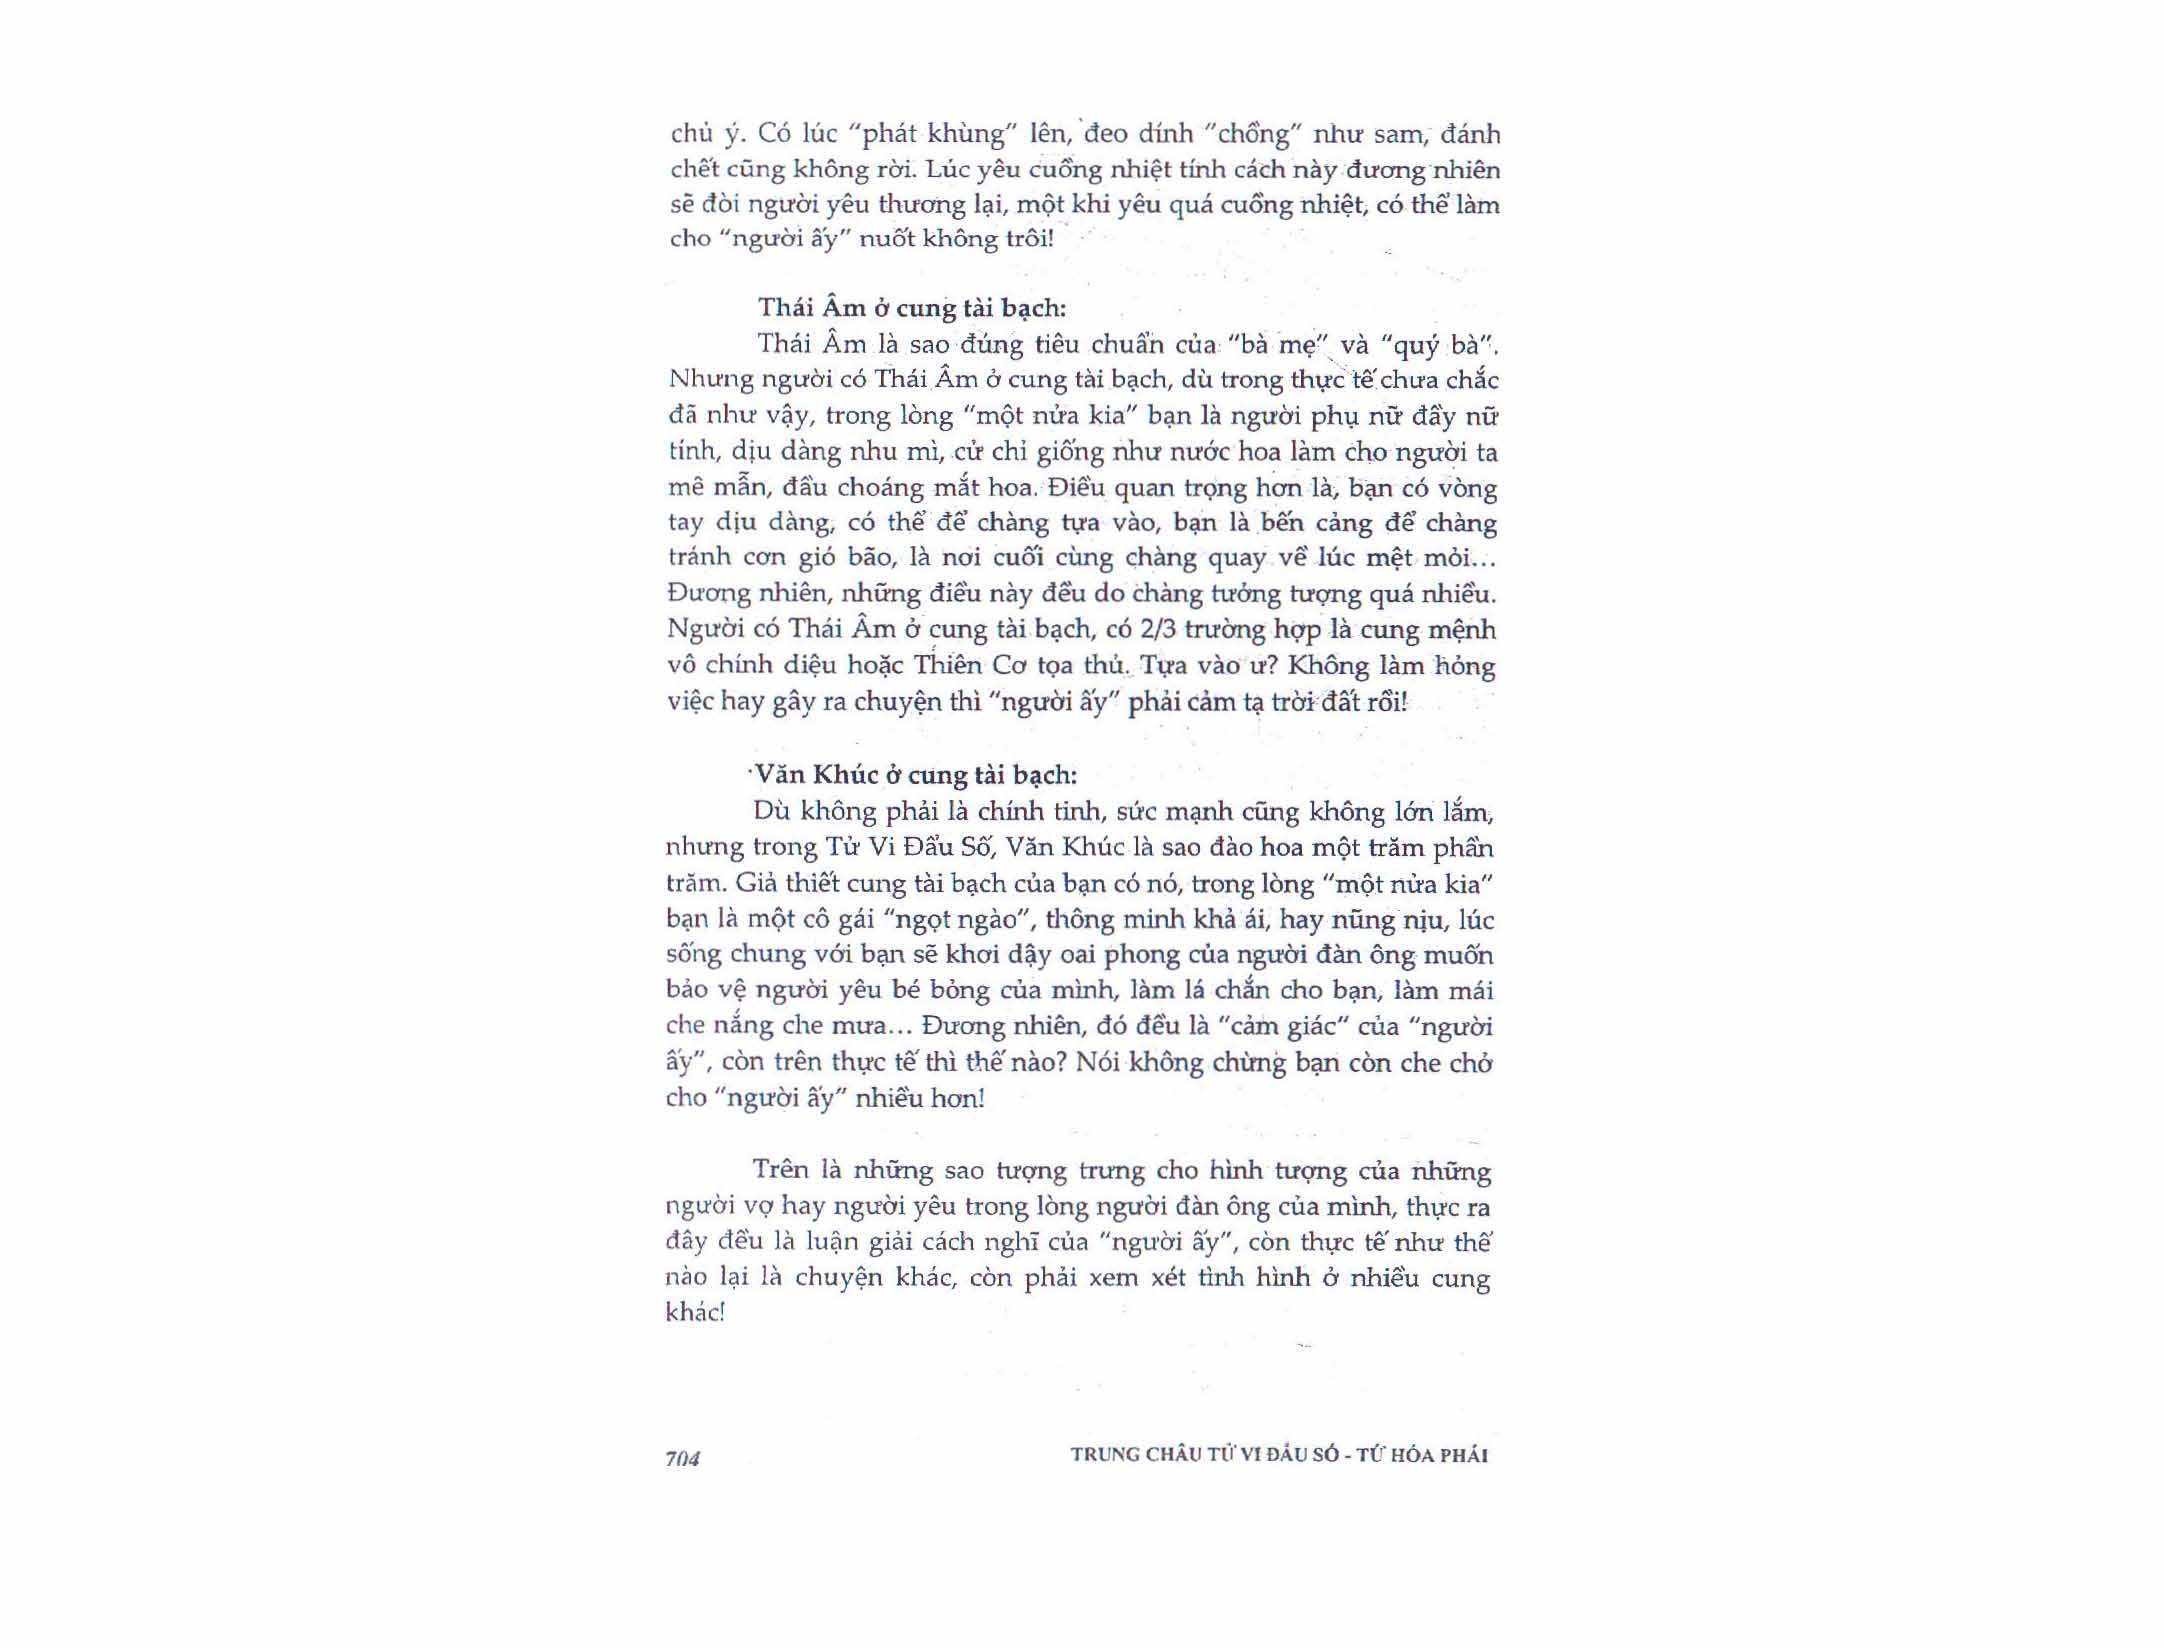 chủ ý. Có lúc "phát khùng" lên, đeo dính "chồng" như sam, đánh
chết cũng không rời. Lúc yêu cuồng nhiệt tính cách này đương nhiên
sẽ đòi người yêu thương lại, một khi yêu quá cuồng nhiệt, có thể làm
cho "người ấy" nuốt không trôi!
Thái Âm ở cung tài bạch:
Thái Âm là sao đúng tiêu chuẩn của "bà mẹ" và "quý bà".
Nhưng người có Thái Âm ở cung tài bạch, dù trong thực tế chưa chắc
đã như vậy, trong lòng "một nửa kia" bạn là người phụ nữ đầy nữ
tính, dịu dàng nhu mì, cử chỉ giống như nước hoa làm cho người ta
mê mẫn, đầu choáng mắt hoa. Điều quan trọng hơn là, bạn có vòng
tay dịu dàng, có thể để chàng tựa vào, bạn là bến cảng để chàng
tránh cơn gió bão, là nơi cuối cùng chàng quay về lúc mệt mỏi...
Đương nhiên, những điều này đều do chàng tưởng tượng quá nhiều.
Người có Thái Âm ở cung tài bạch, có 2/3 trường hợp là cung mệnh
vô chính diệu hoặc Thiên Cơ tọa thủ. Tựa vào ư? Không làm hỏng
việc hay gây ra chuyện thì "người ấy" phải cảm tạ trời đất rồi!
Văn Khúc ở cung tài bạch:
Dù không phải là chính tinh, sức mạnh cũng không lớn lắm,
nhưng trong Tử Vi Đẩu Số, Văn Khúc là sao đào hoa một trăm phần
trăm. Giả thiết cung tài bạch của bạn có nó, trong lòng "một nửa kia"
bạn là một cô gái "ngọt ngào", thông minh khả ái, hay nũng nịu, lúc
sống chung với bạn sẽ khơi dậy oai phong của người đàn ông muốn
bảo vệ người yêu bé bỏng của mình, làm lá chắn cho bạn, làm mái
che nắng che mưa... Đương nhiên, đó đều là "cảm giác" của "người
ấy", còn trên thực tế thì thế nào? Nói không chừng bạn còn che chở
cho "người ấy" nhiều hơn!
Trên là những sao tượng trưng cho hình tượng của những
người vợ hay người yêu trong lòng người đàn ông của mình, thực ra
đây đều là luận giải cách nghĩ của "người ấy", còn thực tế như thế
nào lại là chuyện khác, còn phải xem xét tình hình ở nhiều cung
khác!
704 TRUNG CHÂU TỬ VI ĐẨU SỐ - TỨ HÓA PHÁI